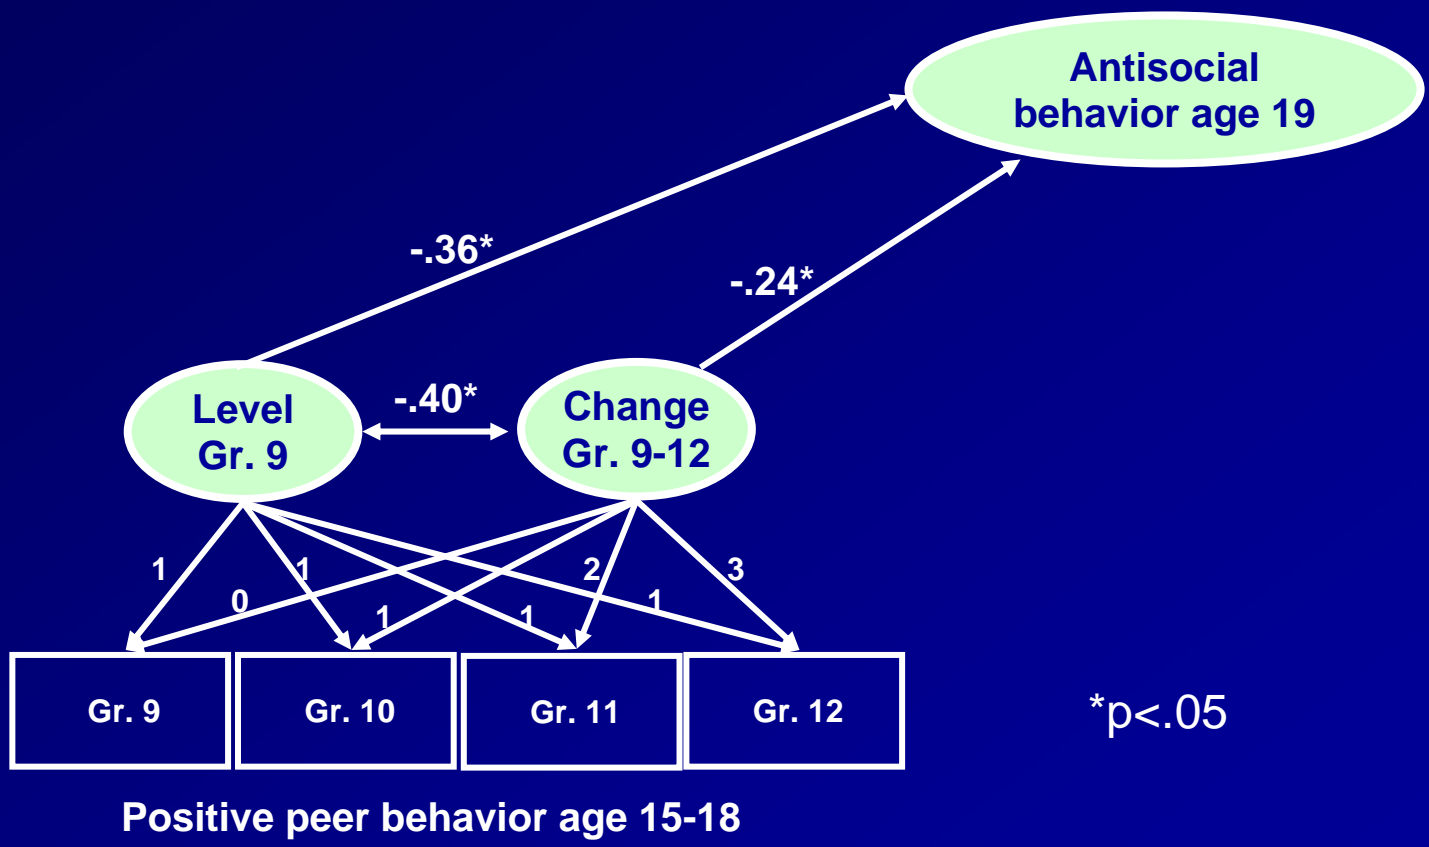 Antisocial
behavior age 19
-.36*
-.24*
Level
Gr. 9
-.40*
Change
Gr. 9-12
1
1
2
3
0
1
1
1
Gr. 9
Gr. 10
Gr. 11
Gr. 12
*p<.05
Positive peer behavior age 15-18